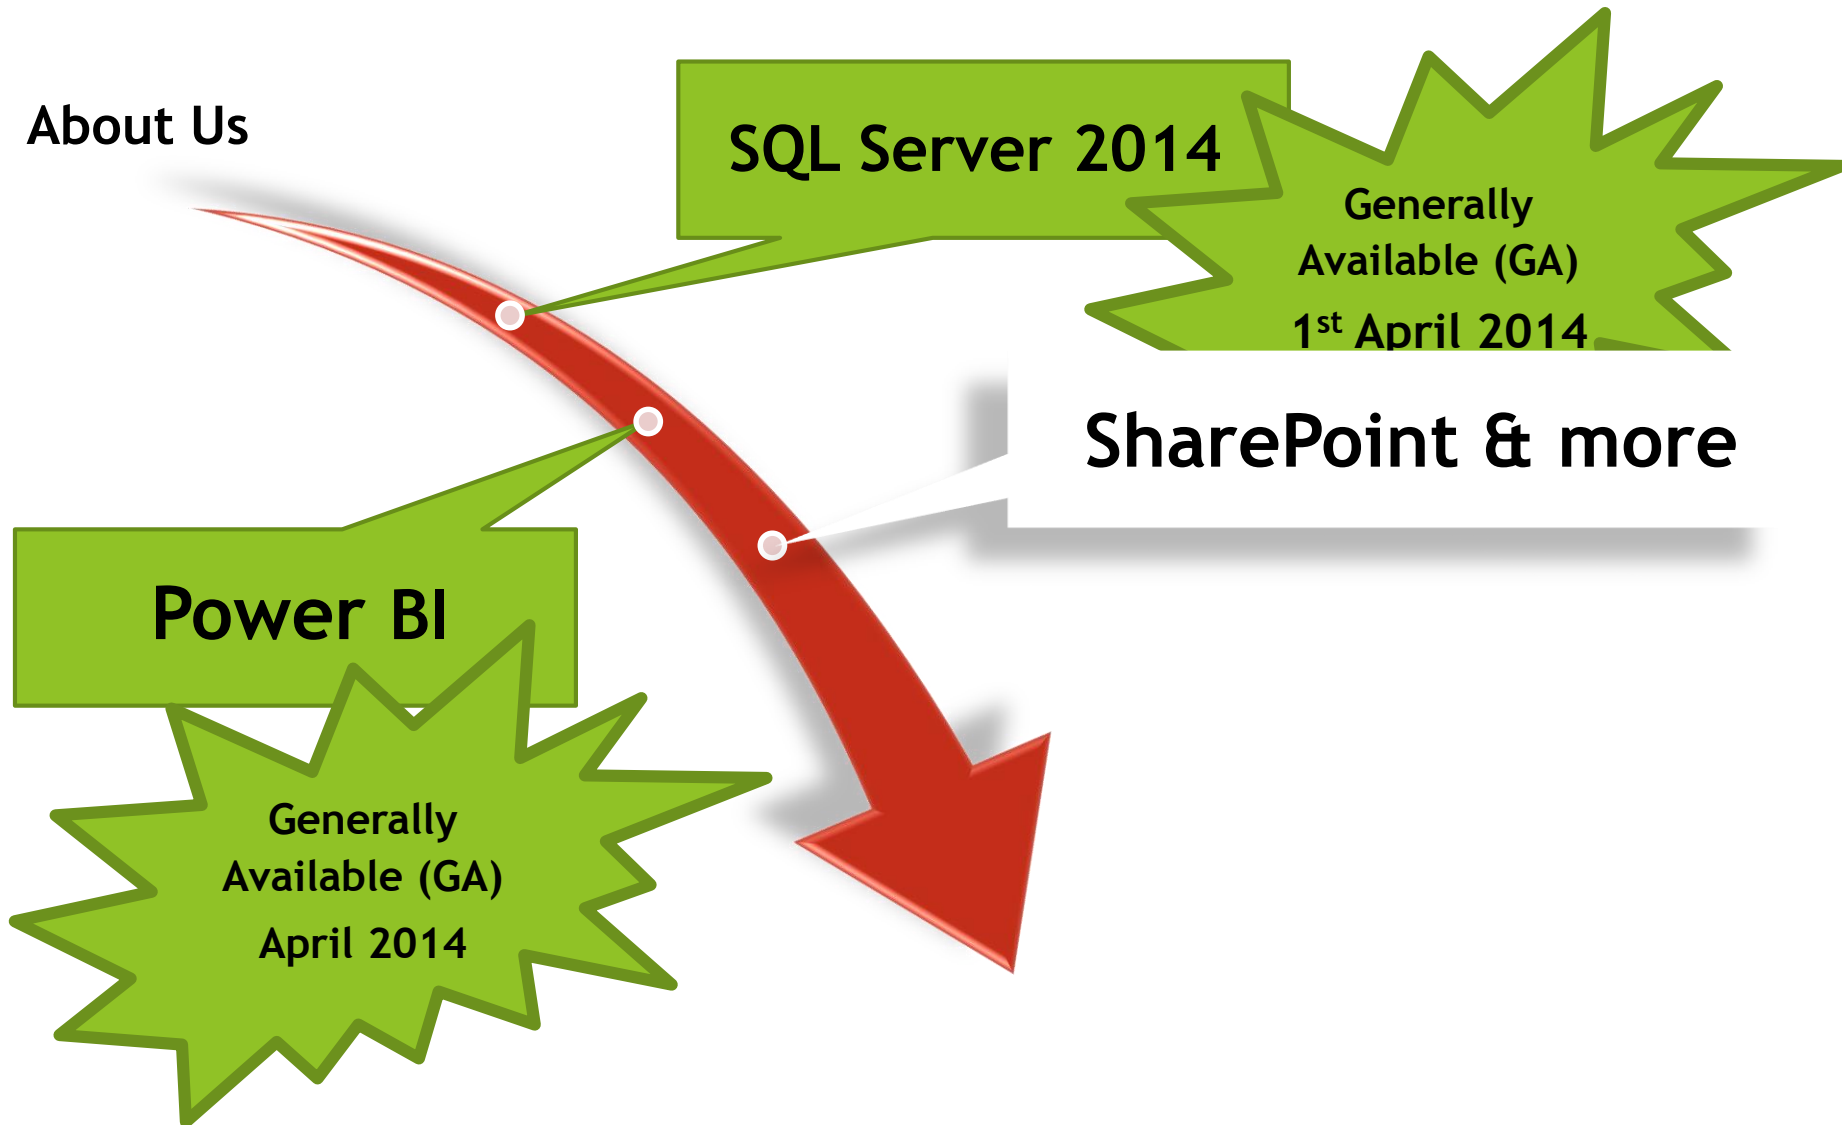 About Us
SQL Server 2014
Generally
Available (GA)
1st April 2014
SharePoint & more
Power BI
Generally
Available (GA)
April 2014